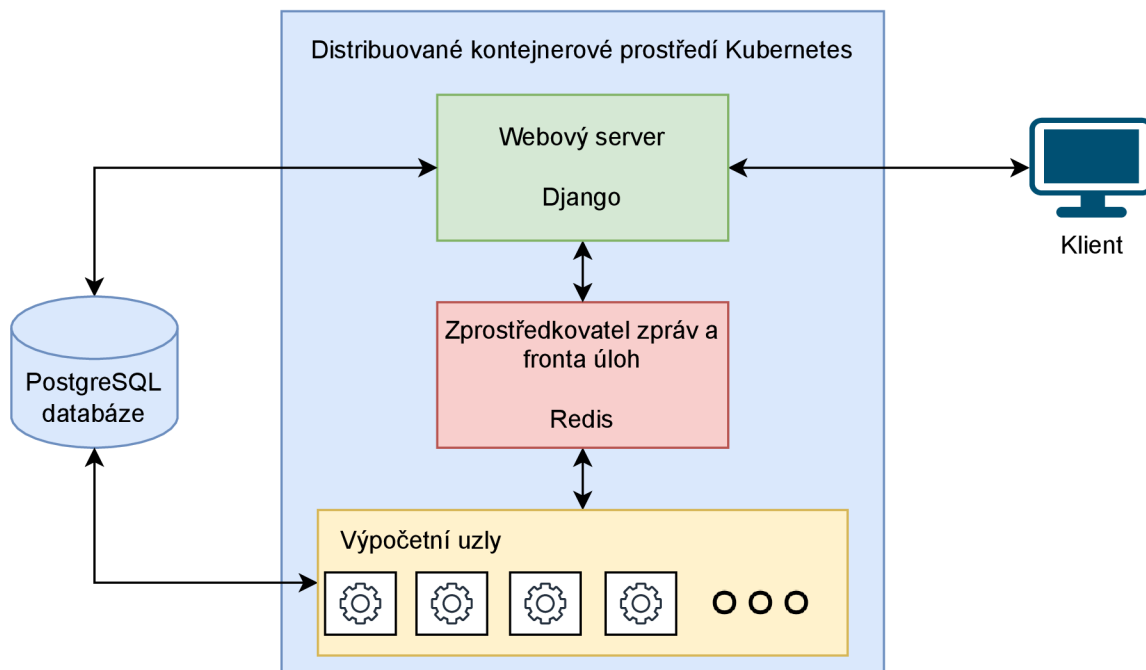 Distribuované kontejnerové prostředí Kubernetes
Webový server
Django
Klient
Zprostředkovatel zpráv a
fronta úloh
Redis
PostgreSQL
databáze
Výpočetní uzly